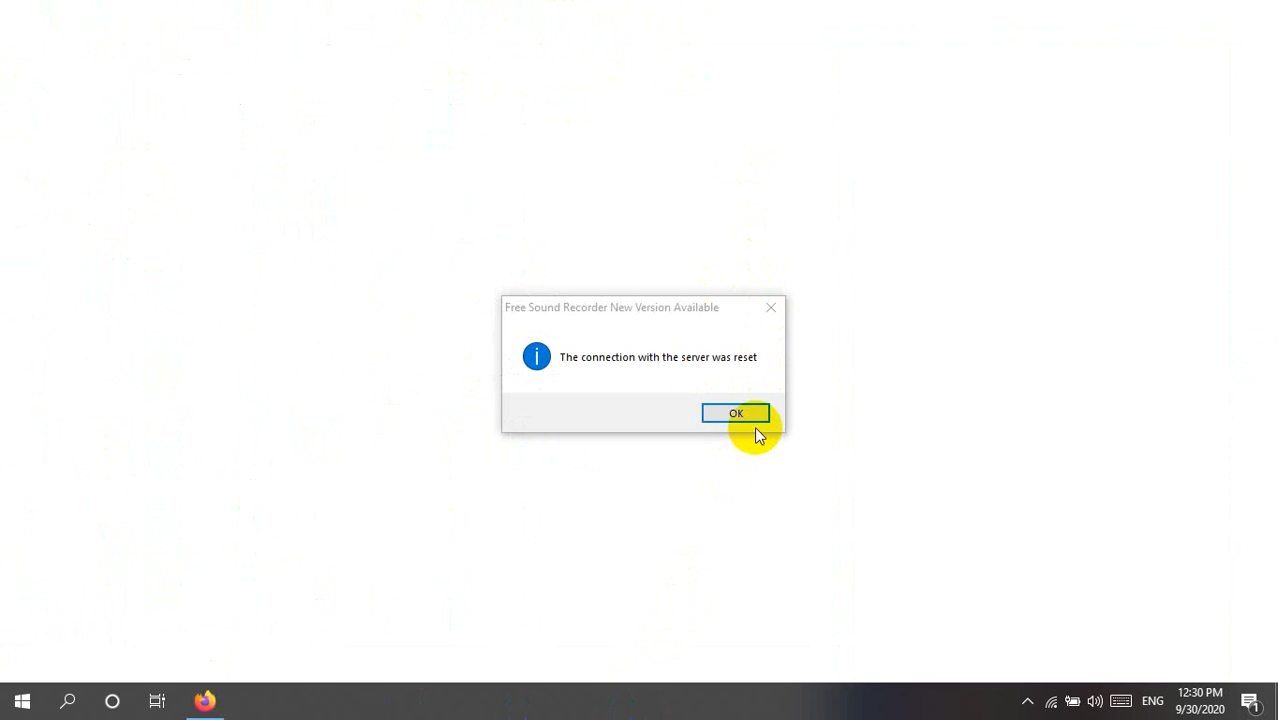 Free Sound Recorder New Version Available
The connection with the server was reset
OK
ENG
12:30 PM
9/30/2020
1